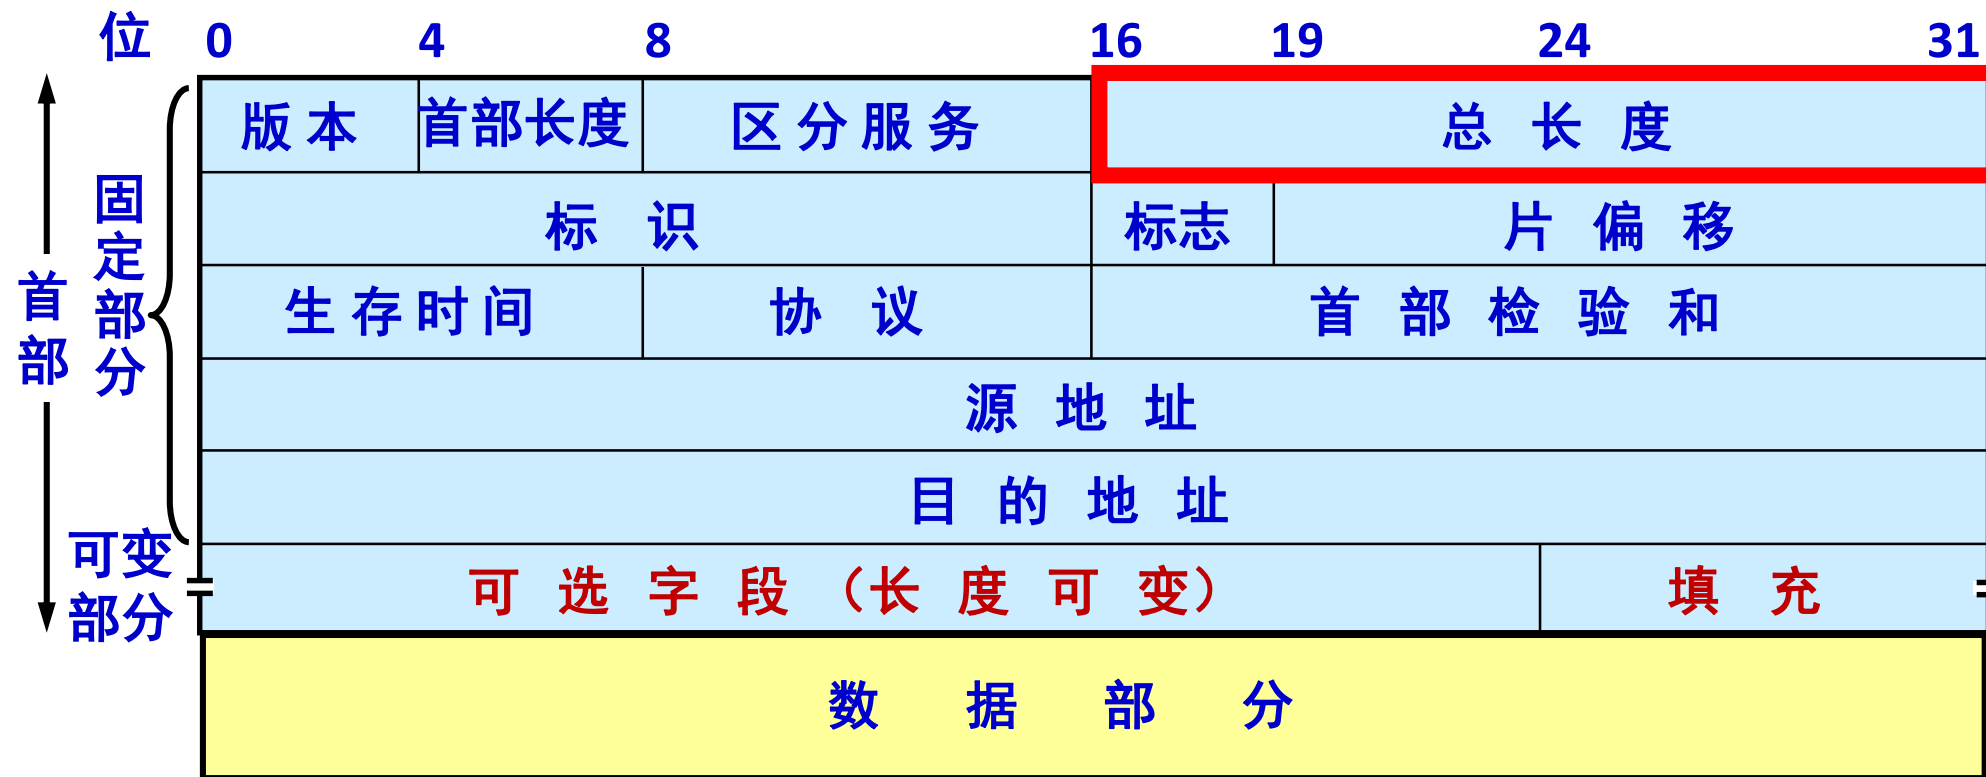 位 0 4 8 16 19 24 31
版本 首部长度 区分服务 总长度
标识 标志 片偏移
生存时间 协议 首部检验和
源地址
目的地址
可选字段（长度可变） 填充
数据部分
首部
固定部分
可变
部分